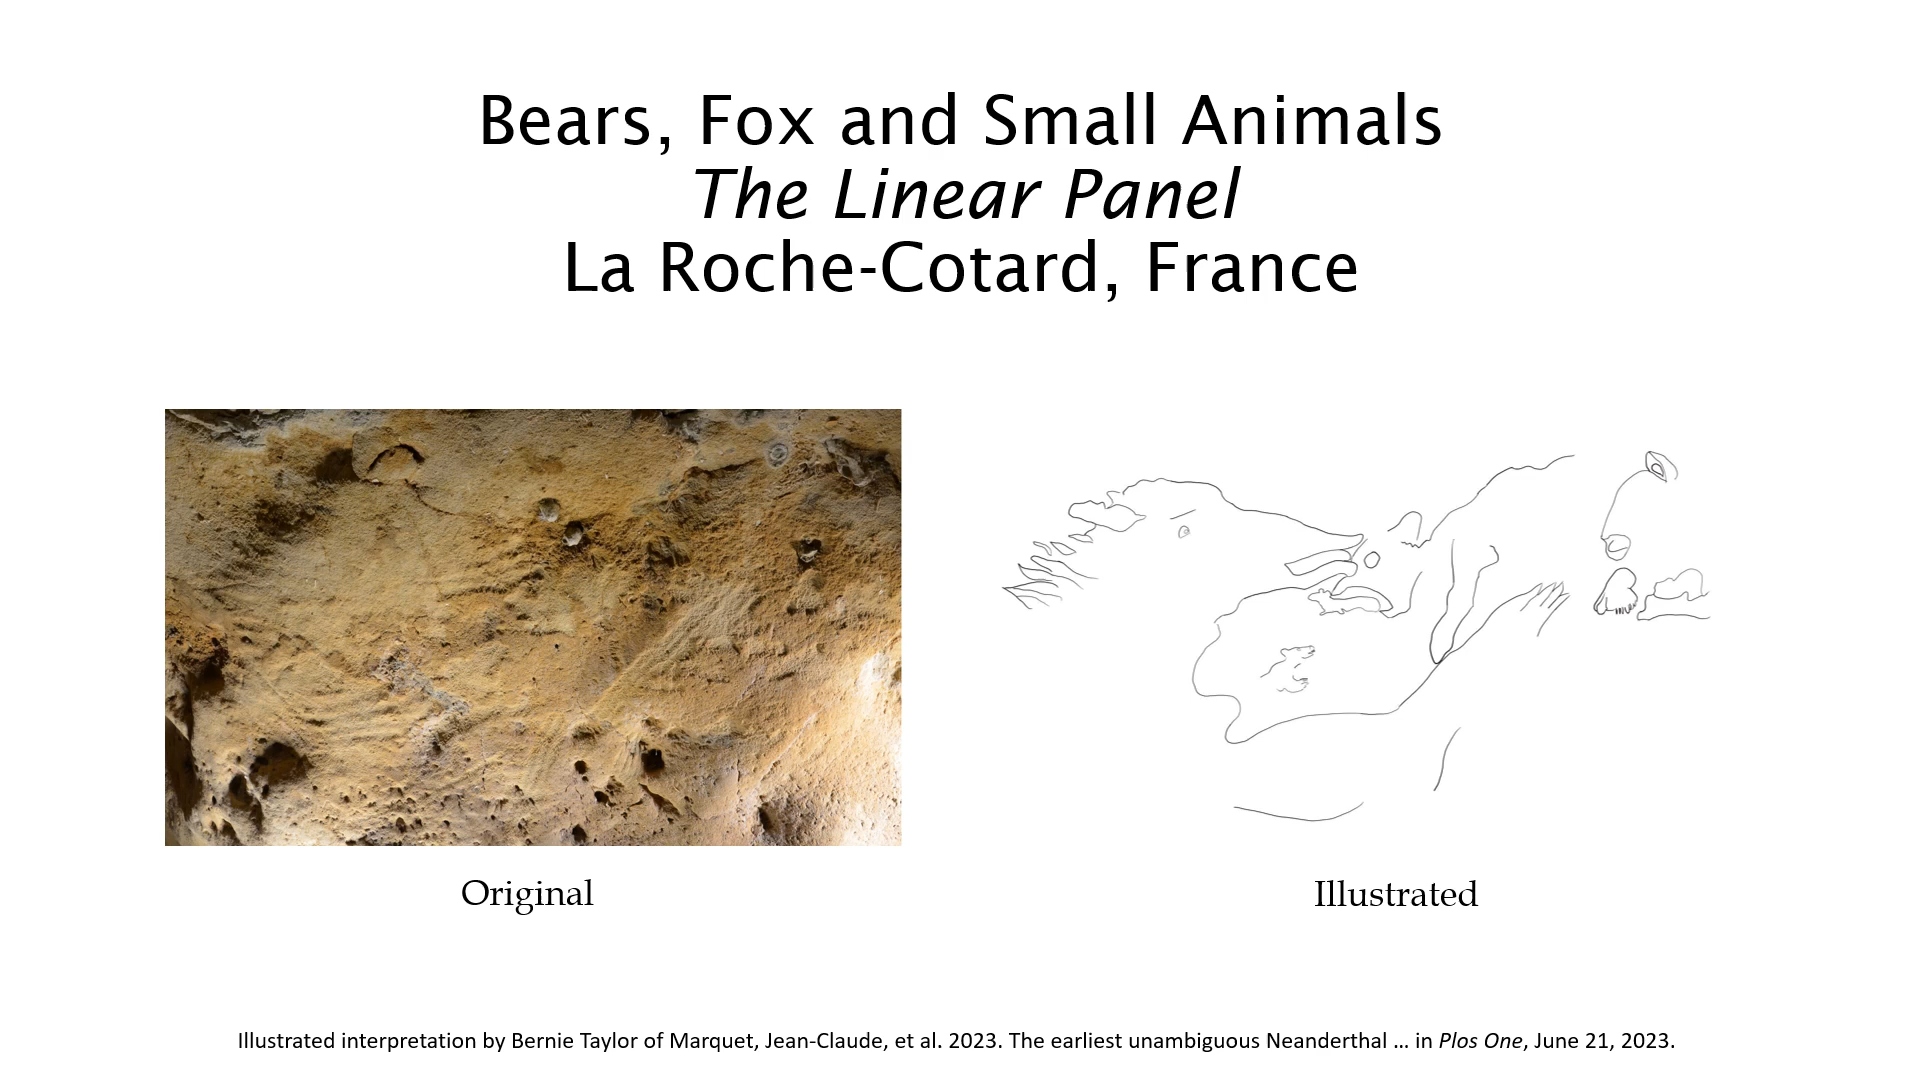 Bears, Fox and Small Animals
The Linear Panel
La Roche-Cotard, France
Original
Illustrated
Illustrated interpretation by Bernie Taylor of Marquet, Jean-Claude, et al. 2023. The earliest unambiguous Neanderthal ... in Plos One, June 21, 2023.